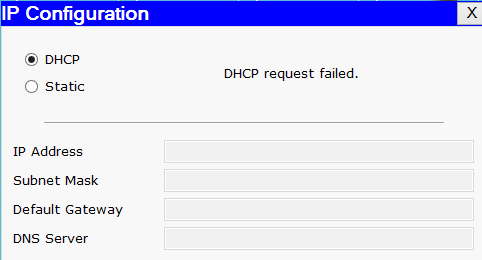 IP Configuration X
DHCP
DHCP request failed.
Static
IP Address
Subnet Mask
Default Gateway
DNS Server